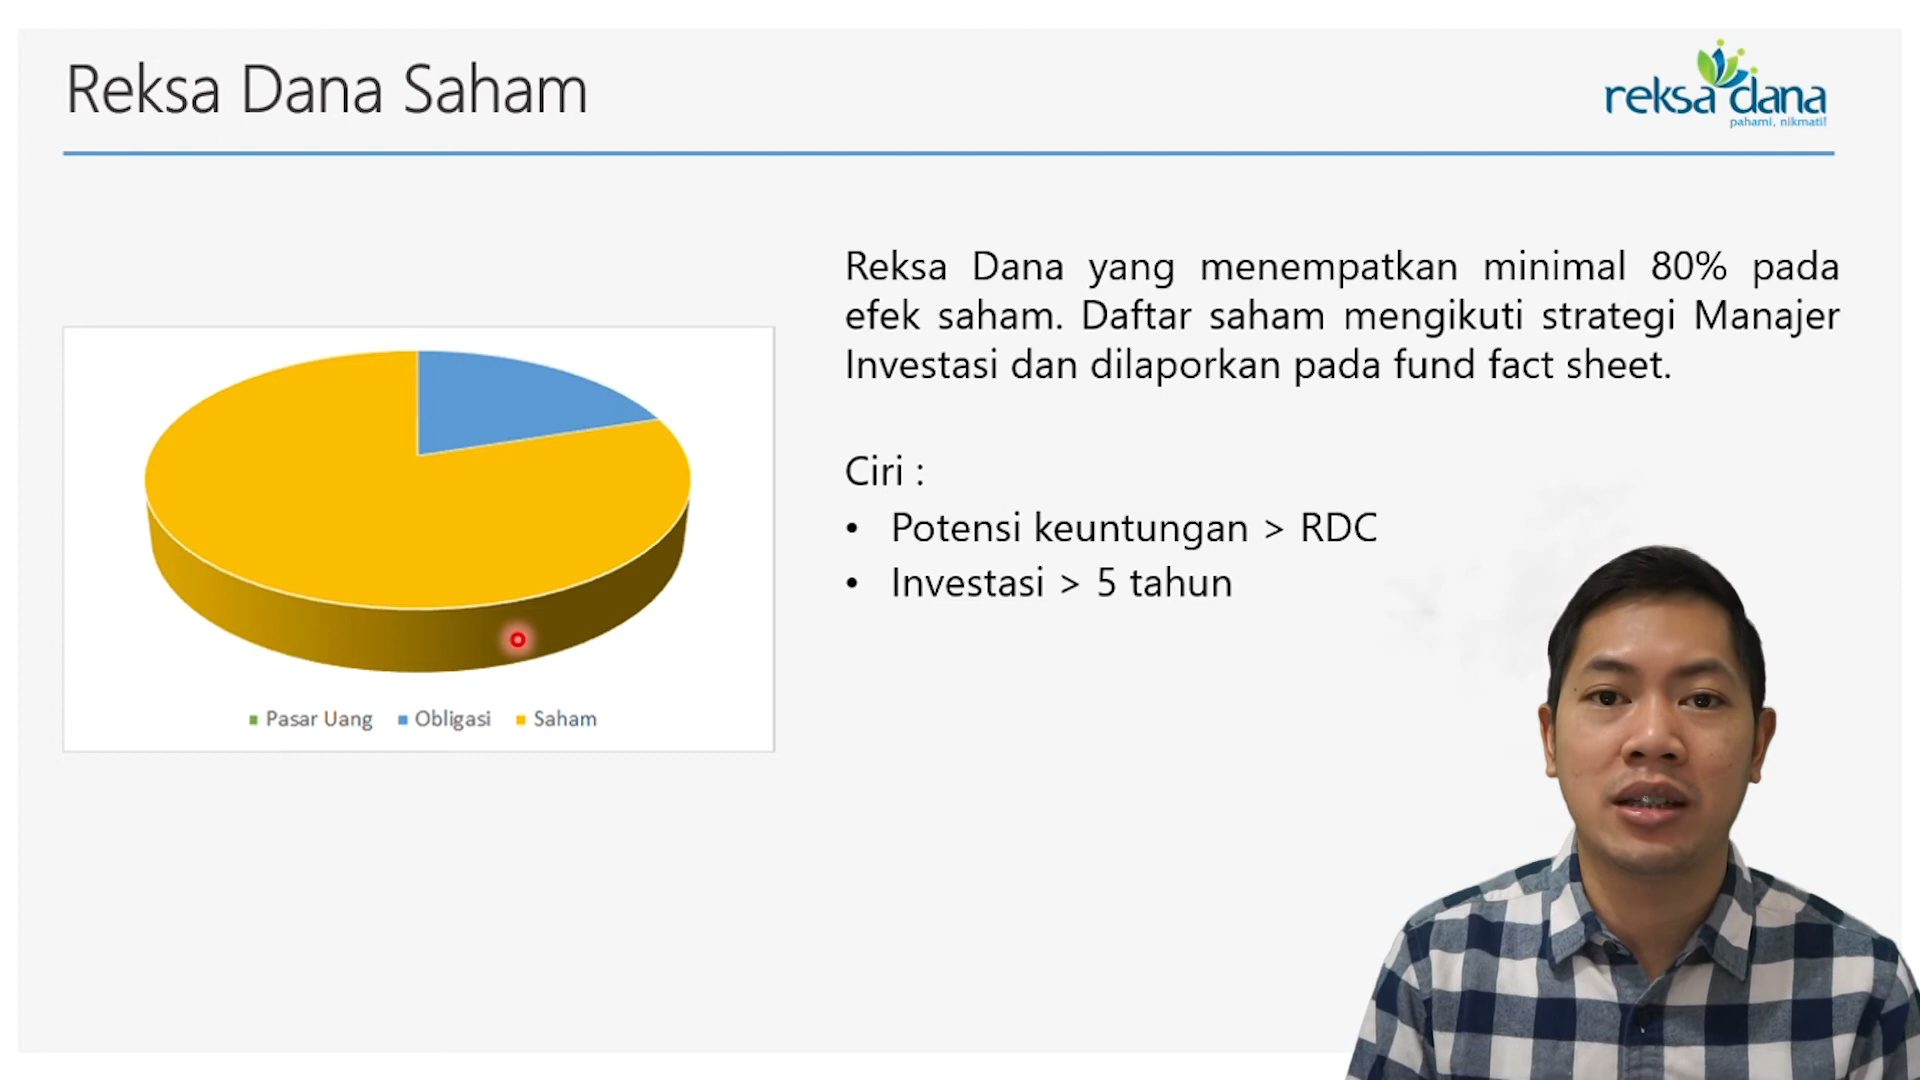 Reksa Dana Saham
reksa dana
pahami, nikmati!
Reksa Dana yang menempatkan minimal 80% pada
efek saham. Daftar saham mengikuti strategi Manajer
Investasi dan dilaporkan pada fund fact sheet.
Ciri :
• Potensi keuntungan > RDC
• Investasi > 5 tahun
Pasar Uang Obligasi Saham